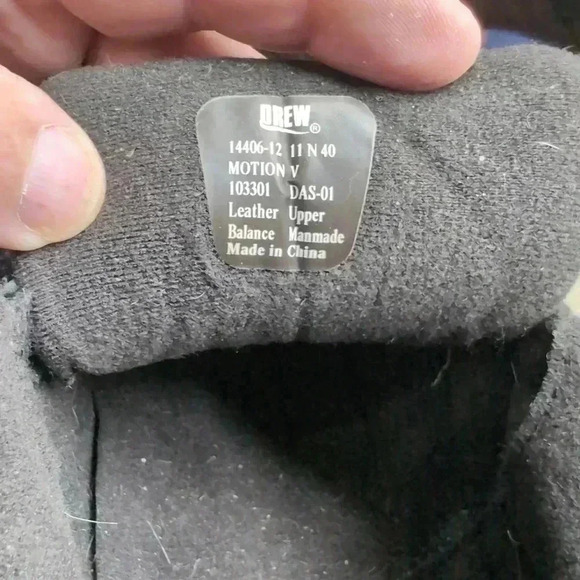 DREW®
14406-12 11 N 40
MOTION V
103301 DAS-01
Leather Upper
Balance Manmade
Made in China